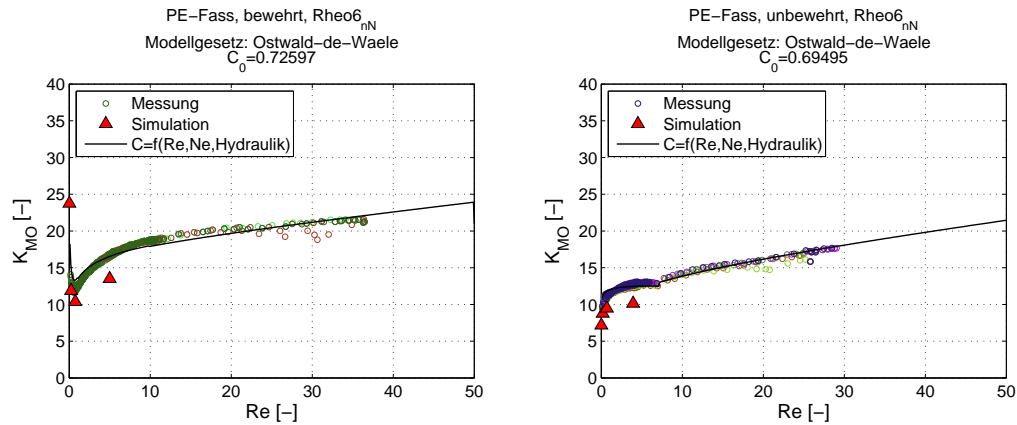 PE−Fass, bewehrt, Rheo6nN
Modellgesetz: Ostwald−de−Waele
C0=0.72597
40
35
30
25
20
15
10
5
0
KMO [−]
Messung
Simulation
C=f(Re,Ne,Hydraulik)
0 10 20 30 40 50
Re [−]
PE−Fass, unbewehrt, Rheo6nN
Modellgesetz: Ostwald−de−Waele
C0=0.69495
40
35
30
25
20
15
10
5
0
KMO [−]
Messung
Simulation
C=f(Re,Ne,Hydraulik)
0 10 20 30 40 50
Re [−]